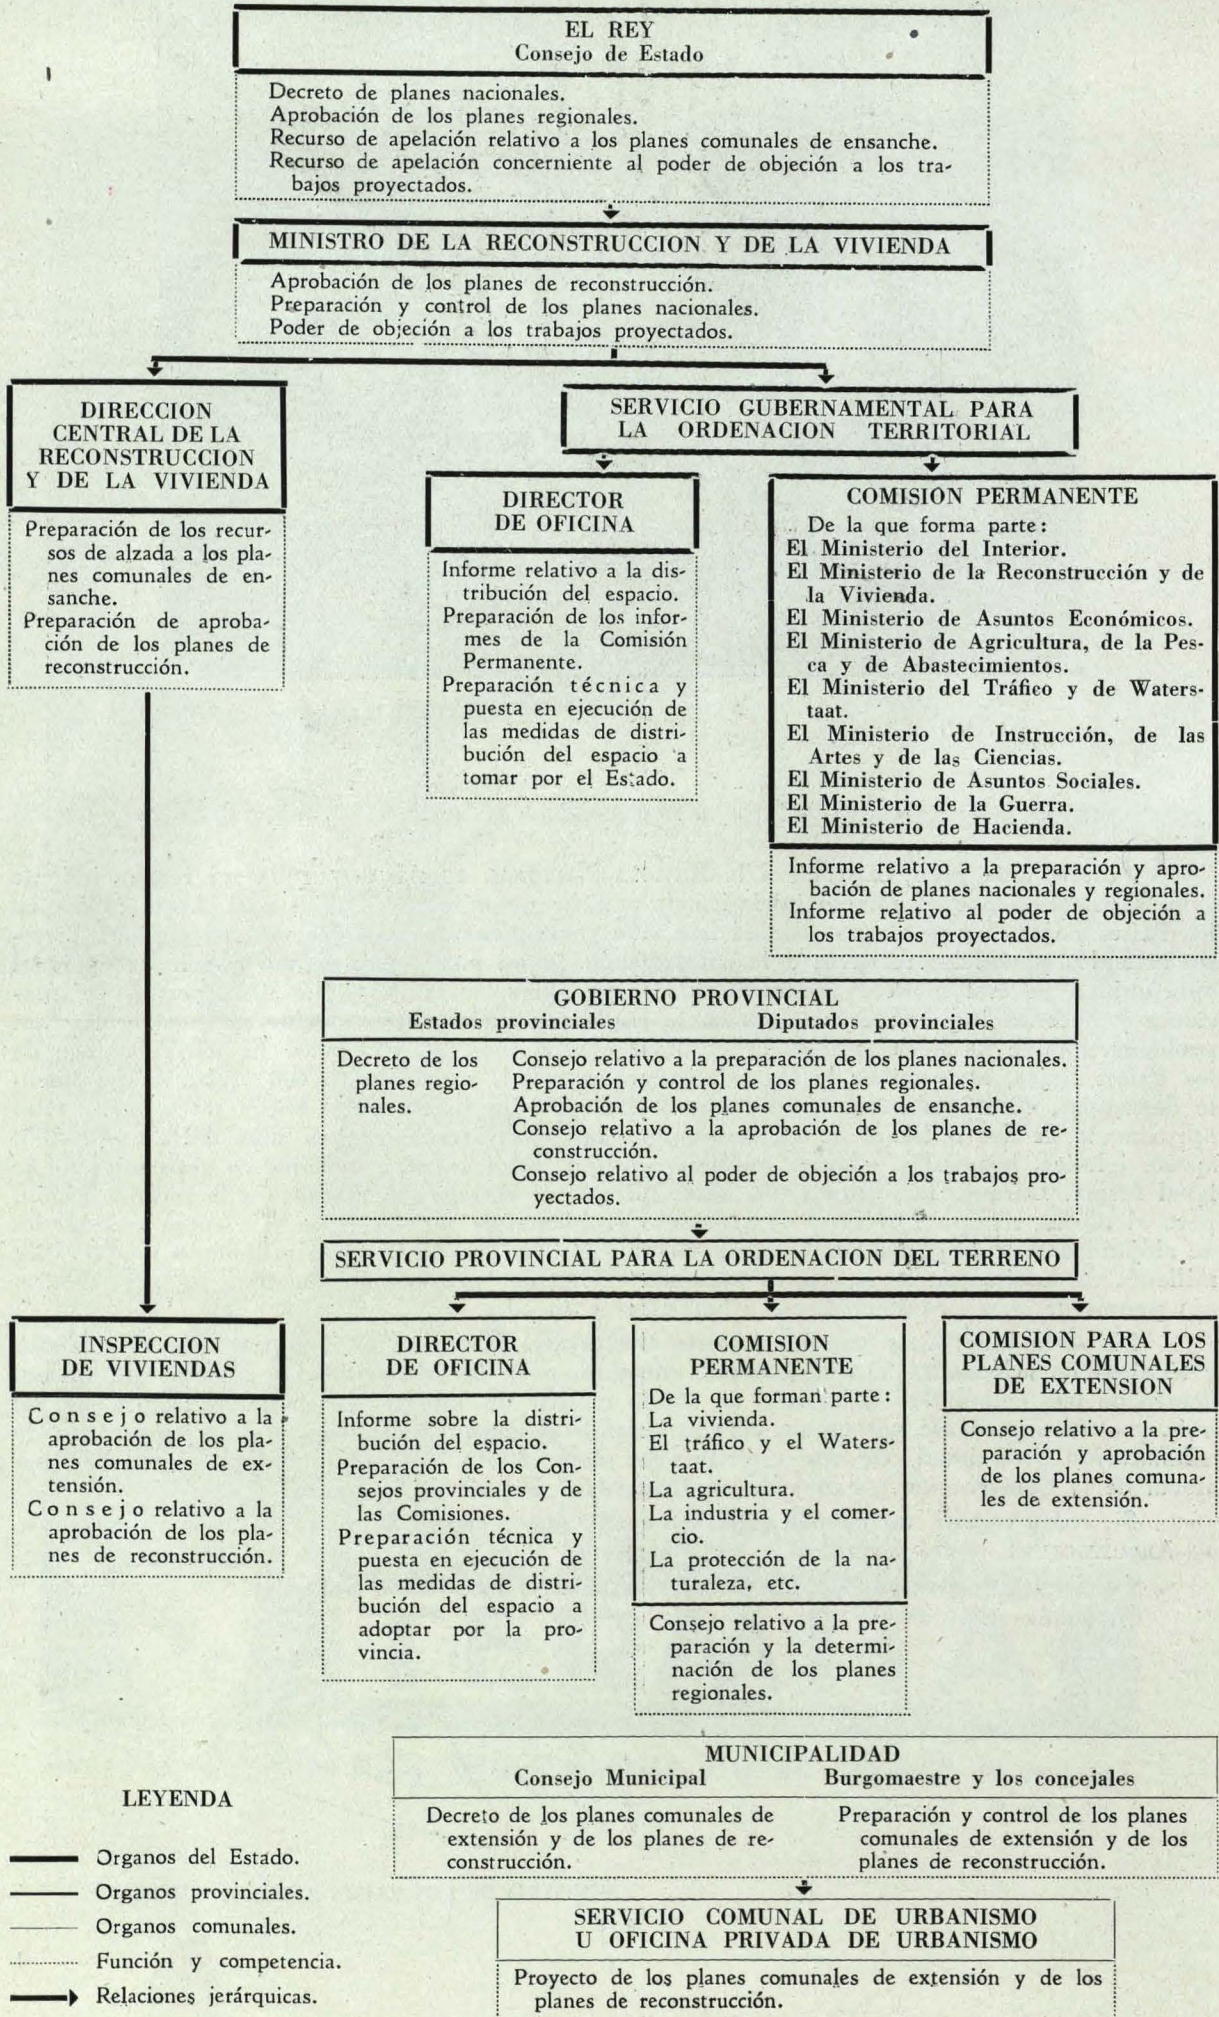 EL REY
Consejo de Estado
Decreto de planes nacionales.
Aprobación de los planes regionales.
Recurso de apelación relativo a los planes comunales de ensanche.
Recurso de apelación concerniente al poder de objeción a los tra-
bajos proyectados.
MINISTRO DE LA RECONSTRUCCION Y DE LA VIVIENDA
Aprobación de los planes de reconstrucción.
Preparación y control de los planes nacionales.
Poder de objeción a los trabajos proyectados.
DIRECCION
CENTRAL DE LA
RECONSTRUCCION
Y DE LA VIVIENDA
Preparación de los recur-
sos de alzada a los pla-
nes comunales de en-
sanche.
Preparación de aproba-
ción de los planes de
reconstrucción.
SERVICIO GUBERNAMENTAL PARA
LA ORDENACION TERRITORIAL
DIRECTOR
DE OFICINA
Informe relativo a la dis-
tribución del espacio.
Preparación de los infor-
mes de la Comisión
Permanente.
Preparación técnica y
puesta en ejecución de
las medidas de distri-
bución del espacio a
tomar por el Estado.
COMISION PERMANENTE
De la que forma parte:
El Ministerio del Interior.
El Ministerio de la Reconstrucción y de
la Vivienda.
El Ministerio de Asuntos Económicos.
El Ministerio de Agricultura, de la Pes-
ca y de Abastecimientos.
El Ministerio del Tráfico y de Waters-
taat.
El Ministerio de Instrucción, de las
Artes y de las Ciencias.
El Ministerio de Asuntos Sociales.
El Ministerio de la Guerra.
El Ministerio de Hacienda.
Informe relativo a la preparación y apro-
bación de planes nacionales y regionales.
Informe relativo al poder de objeción a
los trabajos proyectados.
GOBIERNO PROVINCIAL
Estados provinciales Diputados provinciales
Decreto de los
planes regio-
nales.
Consejo relativo a la preparación de los planes nacionales.
Preparación y control de los planes regionales.
Aprobación de los planes comunales de ensanche.
Consejo relativo a la aprobación de los planes de re-
construcción.
Consejo relativo al poder de objeción a los trabajos pro-
yectados.
SERVICIO PROVINCIAL PARA LA ORDENACION DEL TERRENO
INSPECCION
DE VIVIENDAS
Consejo relativo a la
aprobación de los pla-
nes comunales de ex-
tensión.
Consejo relativo a la
aprobación de los pla-
nes de reconstrucción.
DIRECTOR
DE OFICINA
Informe sobre la distri-
bución del espacio.
Preparación de los Con-
sejos provinciales y de
las Comisiones.
Preparación técnica y
puesta en ejecución de
las medidas de distri-
bución del espacio a
adoptar por la pro-
vincia.
COMISION
PERMANENTE
De la que forman parte:
La vivienda.
El tráfico y el Waters-
taat.
La agricultura.
La industria y el comer-
cio.
La protección de la na-
turaleza, etc.
Consejo relativo a la pre-
paración y la determi-
nación de los planes
regionales.
COMISION PARA LOS
PLANES COMUNALES
DE EXTENSION
Consejo relativo a la pre-
paración y aprobación
de los planes comuna-
les de extensión.
MUNICIPALIDAD
Consejo Municipal Burgomaestre y los concejales
Decreto de los planes comunales de
extensión y de los planes de re-
construcción.
Preparación y control de los planes
comunales de extensión y de los
planes de reconstrucción.
SERVICIO COMUNAL DE URBANISMO
U OFICINA PRIVADA DE URBANISMO
Proyecto de los planes comunales de extensión y de los
planes de reconstrucción.
LEYENDA
Organos del Estado.
Organos provinciales.
Organos comunales.
Función y competencia.
Relaciones jerárquicas.